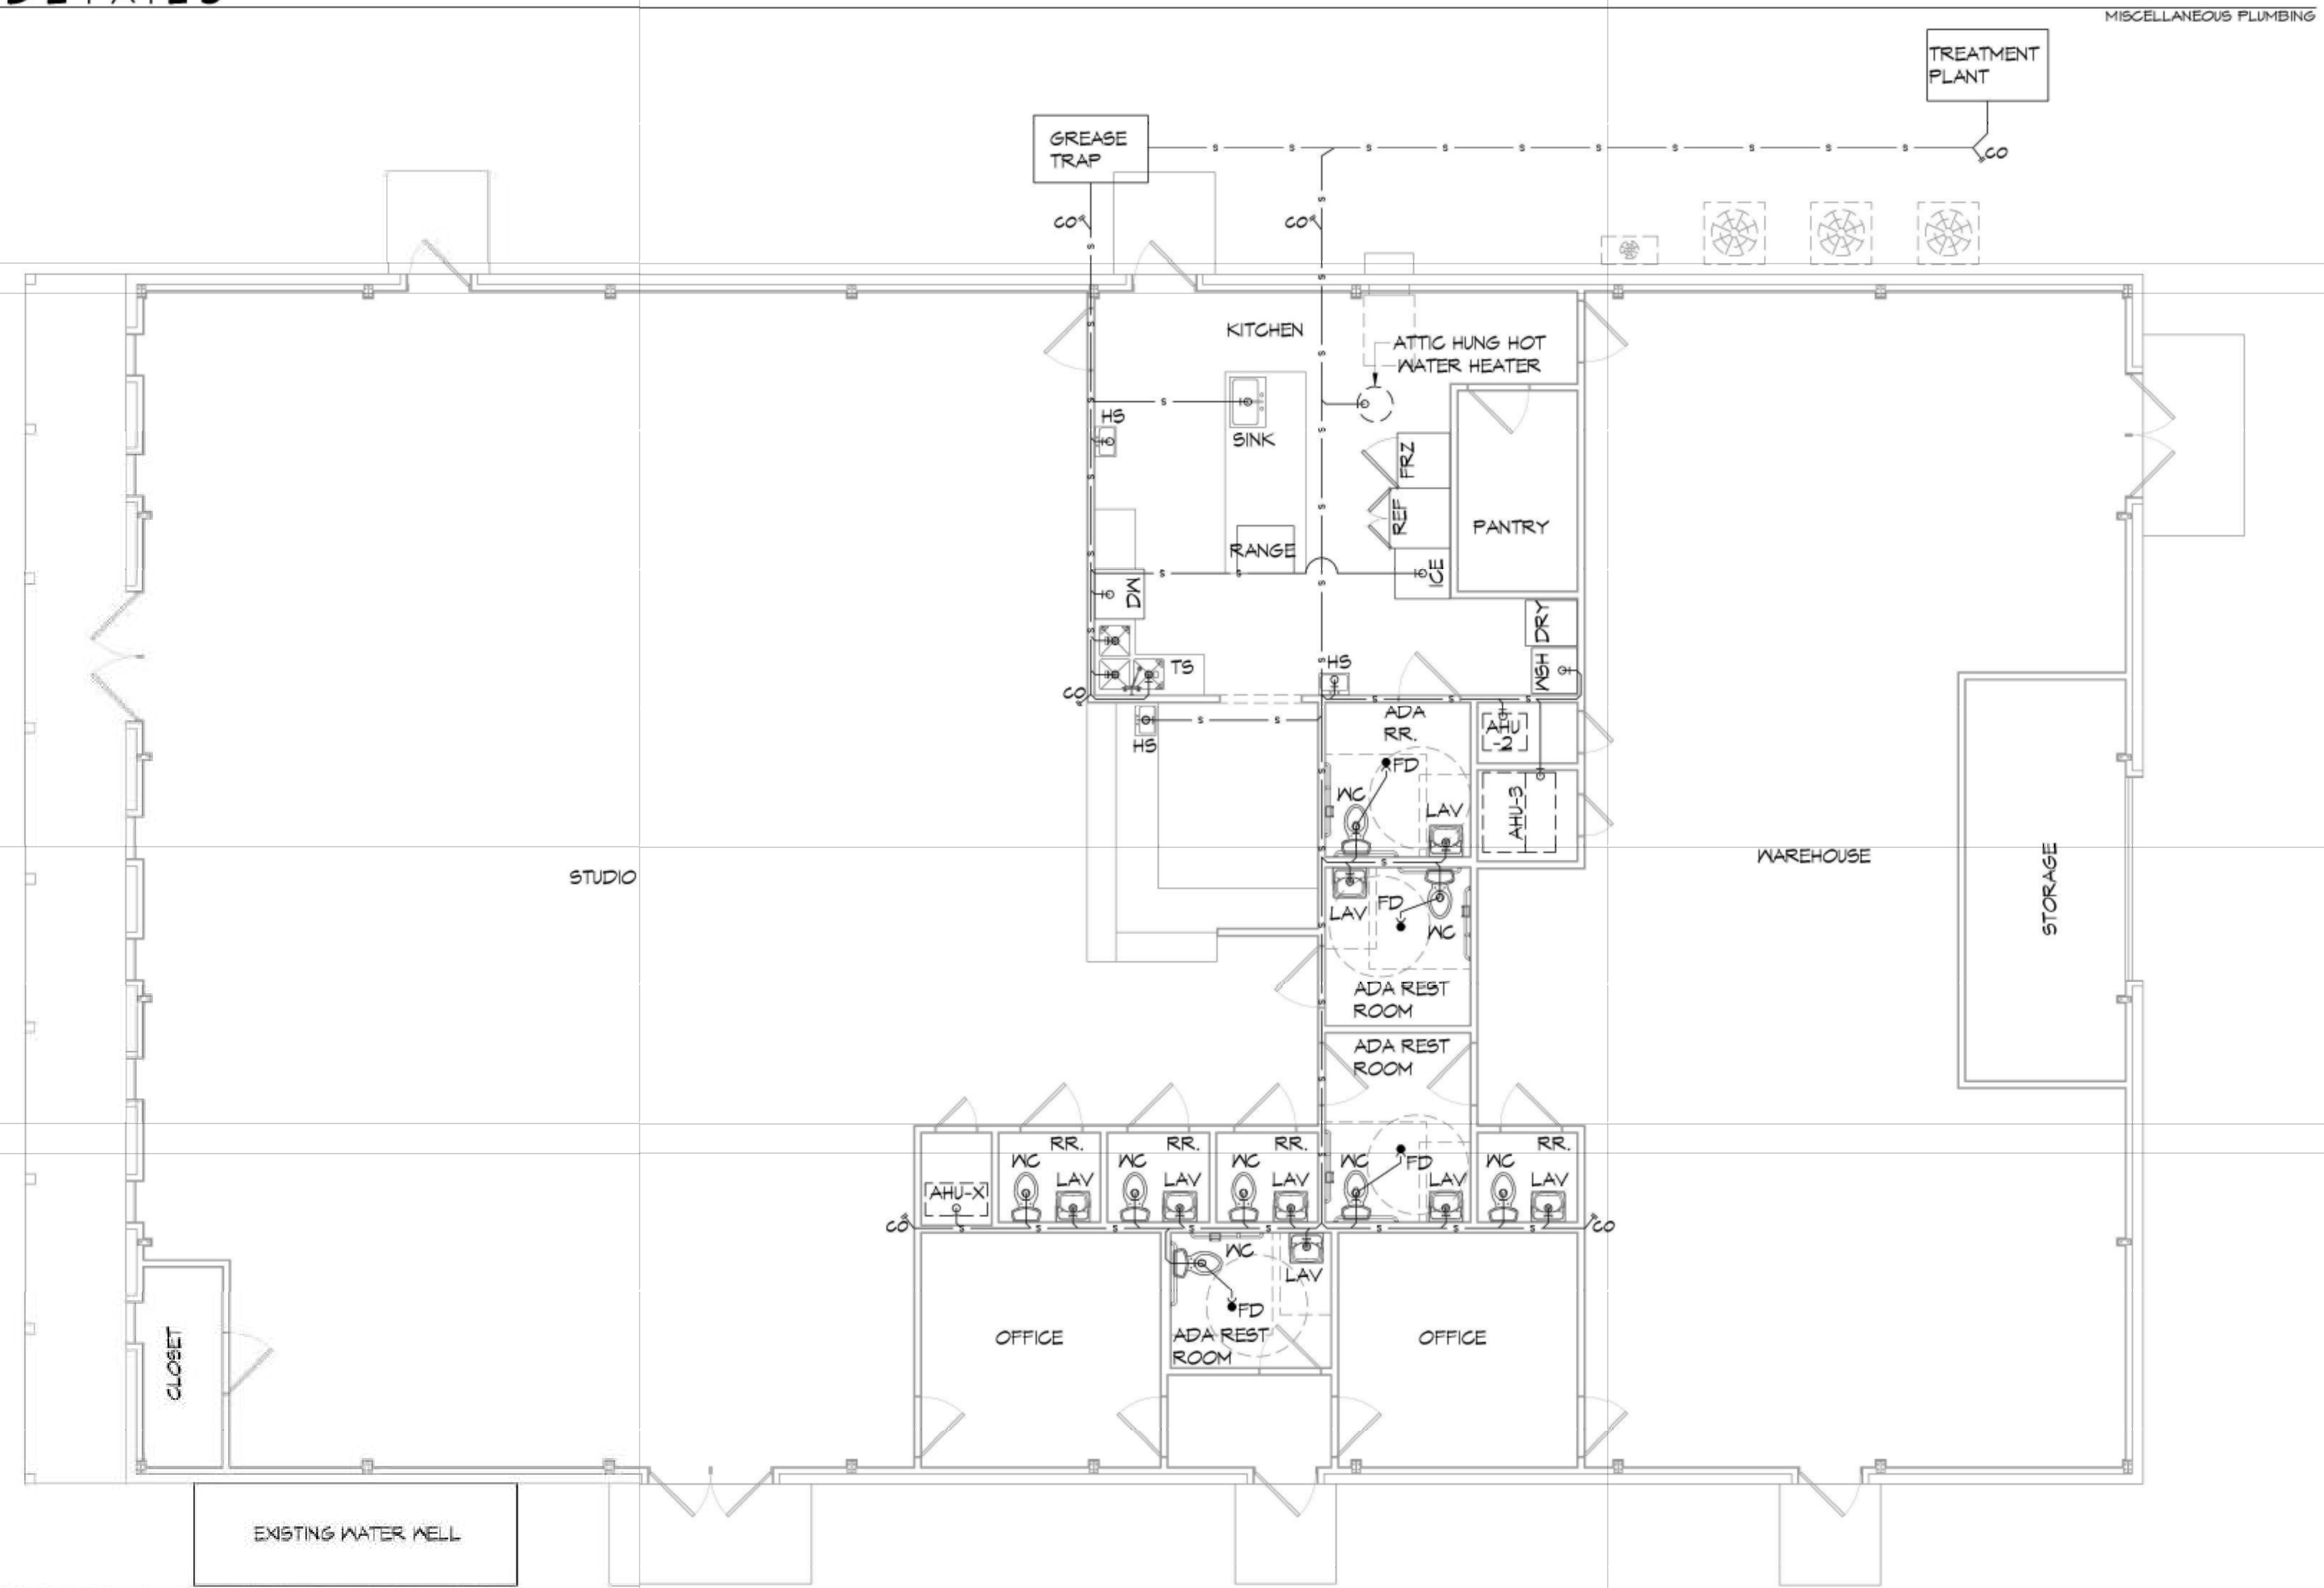 DETAILS
MISCELLANEOUS PLUMBING
TREATMENT
PLANT
GREASE
TRAP
S S S S S S S S S S
CO
CO
CO
KITCHEN
ATTIC HUNG HOT
WATER HEATER
HS
SINK
FRZ
REF
PANTRY
RANGE
ICE
DW
DRY
TS
HS
WSH
CO
HS
ADA
RR.
AHU
-2
FD
WC
LAV
AHU-3
STUDIO
WAREHOUSE
STORAGE
LAV
FD
WC
ADA REST
ROOM
ADA REST
ROOM
RR.
RR.
RR.
RR.
WC
WC
WC
WC
FD
WC
LAV
LAV
LAV
LAV
LAV
AHU-X
CO
CO
WC
LAV
FD
ADA REST
ROOM
OFFICE
OFFICE
CLOSET
EXISTING WATER WELL